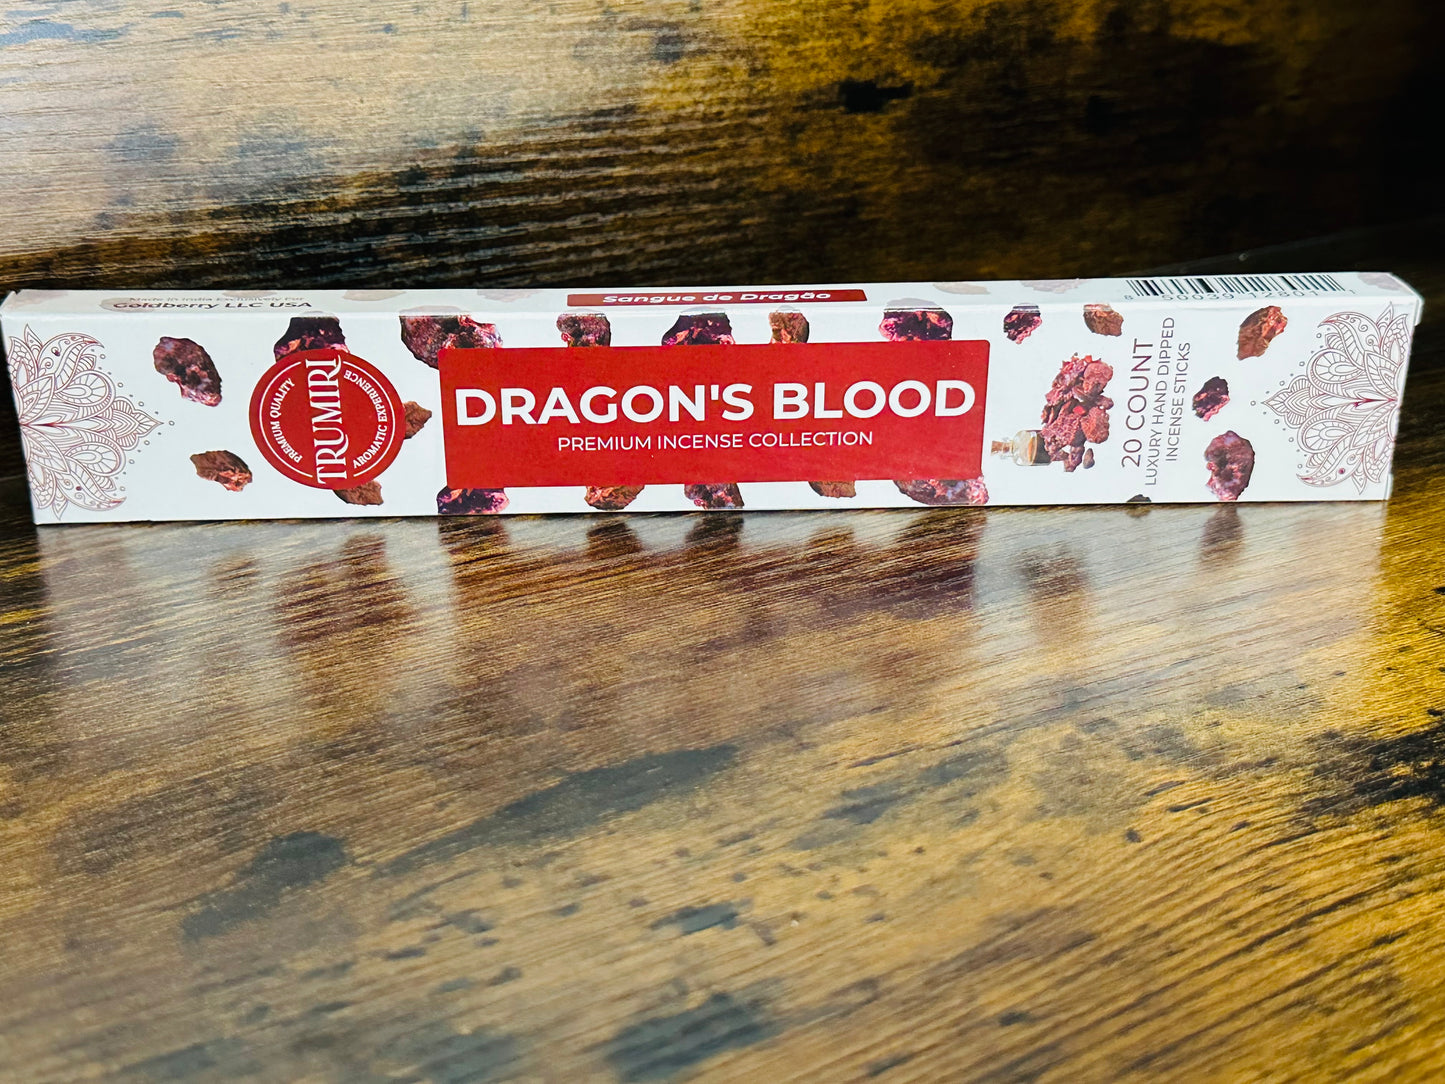 Made in India Exclusively For
Goldberry LLC USA
Sangue de Dragão
PREMIUM QUALITY
TRUMIRI
AROMATIC EXPERIENCE
DRAGON'S BLOOD
PREMIUM INCENSE COLLECTION
20 COUNT
LUXURY HAND DIPPED
INCENSE STICKS